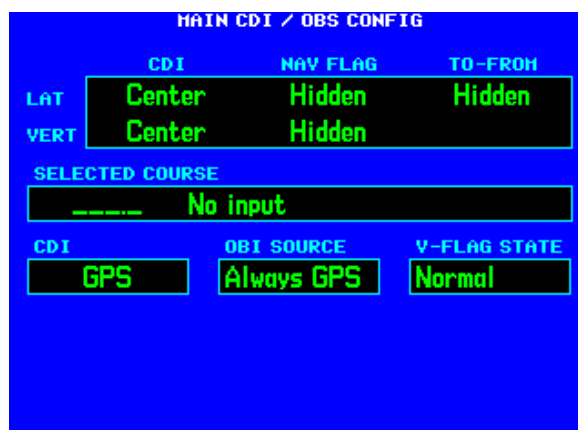 MAIN CDI / OBS CONFIG
CDI NAV FLAG TO-FROM
LAT Center Hidden Hidden
VERT Center Hidden
SELECTED COURSE
___._ No input
CDI OBI SOURCE V-FLAG STATE
GPS Always GPS Normal